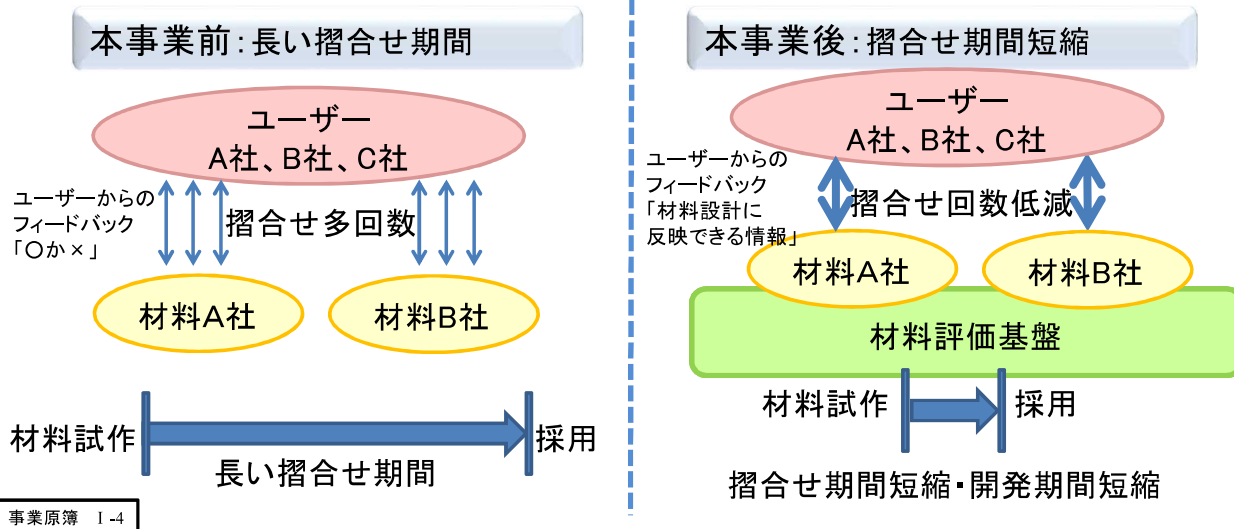 本事業前:長い摺合せ期間
ユーザー
A社、B社、C社
ユーザーからの
フィードバック
「○か×」
摺合せ多回数
材料A社
材料B社
材料試作
採用
長い摺合せ期間
事業原簿 Ⅰ-4
本事業後:摺合せ期間短縮
ユーザー
A社、B社、C社
ユーザーからの
フィードバック
「材料設計に
反映できる情報」
摺合せ回数低減
材料A社
材料B社
材料評価基盤
材料試作
採用
摺合せ期間短縮・開発期間短縮